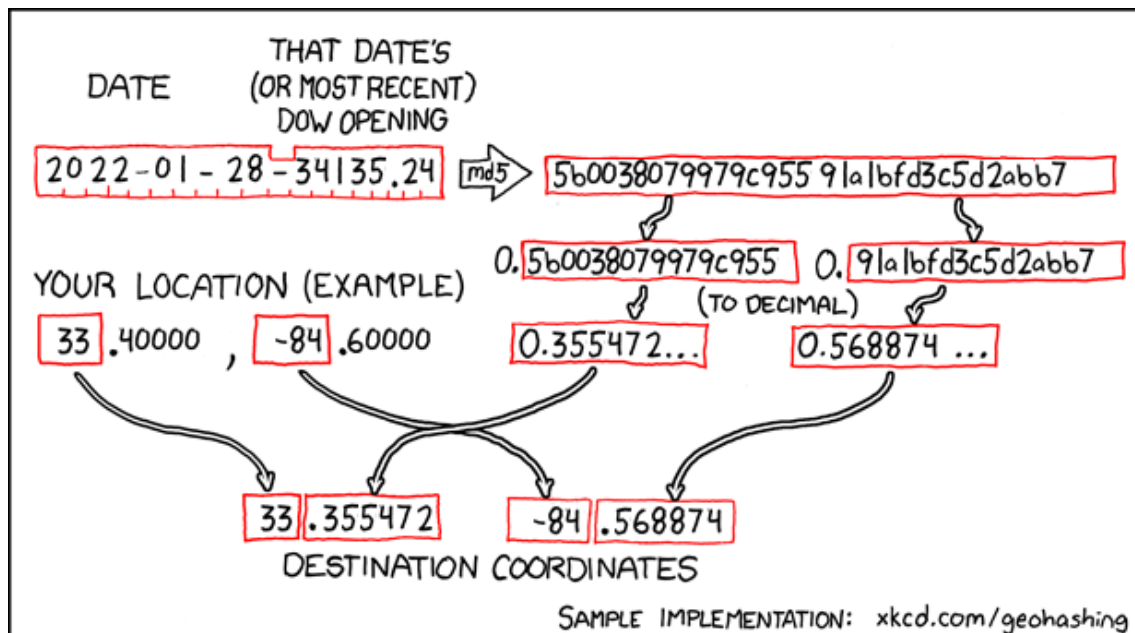 DATE
THAT DATE'S
(OR MOST RECENT)
DOW OPENING
2022-01-28-34135.24
md5
5b0038079979c955 91a1bfd3c5d2abb7
0.5b0038079979c955
0.91a1bfd3c5d2abb7
YOUR LOCATION (EXAMPLE)
(TO DECIMAL)
33.40000, -84.60000
0.355472...
0.568874 ...
33.355472
-84.568874
DESTINATION COORDINATES
SAMPLE IMPLEMENTATION: xkcd.com/geohashing